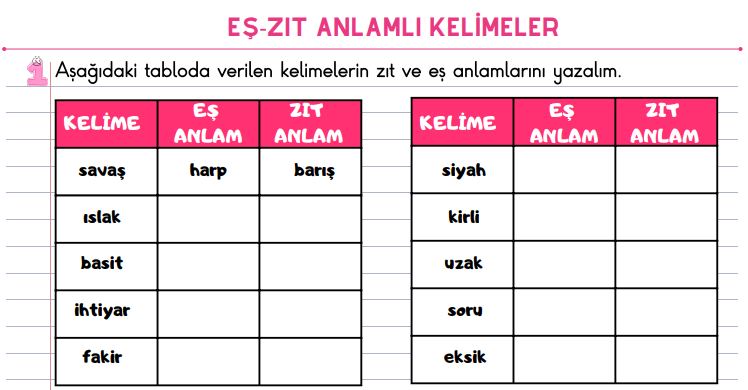 EŞ-ZIT ANLAMLI KELİMELER
1 Aşağıdaki tabloda verilen kelimelerin zıt ve eş anlamlarını yazalım.
KELİME EŞ ANLAM ZIT ANLAM
savaş harp barış
ıslak
basit
ihtiyar
fakir
KELİME EŞ ANLAM ZIT ANLAM
siyah
kirli
uzak
soru
eksik